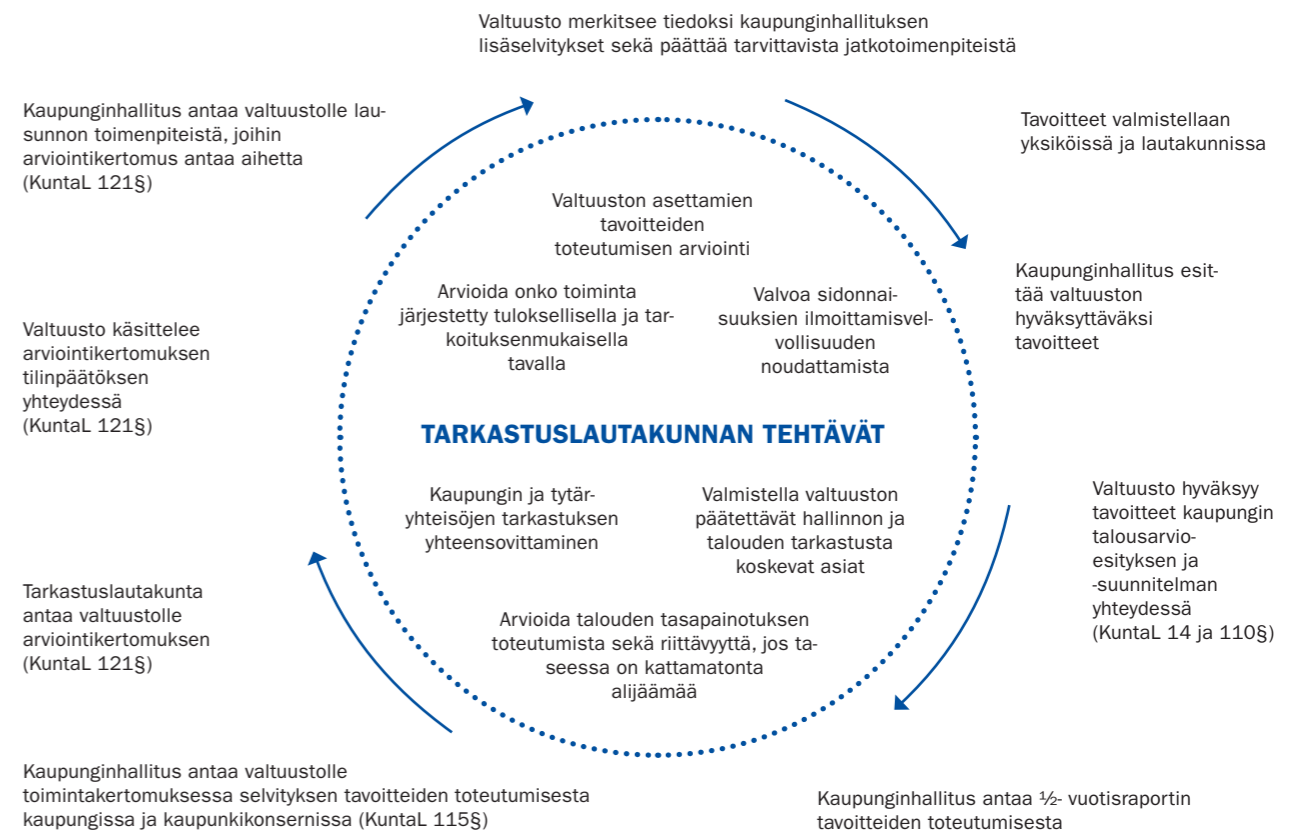 Valtuusto merkitsee tiedoksi kaupunginhallituksen
lisäselvitykset sekä päättää tarvittavista jatkotoimenpiteistä
Tavoitteet valmistellaan
yksiköissä ja lautakunnissa
Kaupunginhallitus esit-
tää valtuuston
hyväksyttäväksi
tavoitteet
Valtuusto hyväksyy
tavoitteet kaupungin
talousarvio-
esityksen ja
-suunnitelman
yhteydessä
(KuntaL 14 ja 110§)
Kaupunginhallitus antaa ½- vuotisraportin
tavoitteiden toteutumisesta
Kaupunginhallitus antaa valtuustolle
toimintakertomuksessa selvityksen tavoitteiden toteutumisesta
kaupungissa ja kaupunkikonsernissa (KuntaL 115§)
Tarkastuslautakunta
antaa valtuustolle
arviointikertomuksen
(KuntaL 121§)
Valtuusto käsittelee
arviointikertomuksen
tilinpäätöksen
yhteydessä
(KuntaL 121§)
Kaupunginhallitus antaa valtuustolle lau-
sunnon toimenpiteistä, joihin
arviointikertomus antaa aihetta
(KuntaL 121§)
Valtuuston asettamien
tavoitteiden
toteutumisen arviointi
Arvioida onko toiminta
järjestetty tuloksellisella ja tar-
koituksenmukaisella
tavalla
Valvoa sidonnai-
suuksien ilmoittamisvel-
vollisuuden
noudattamista
TARKASTUSLAUTAKUNNAN TEHTÄVÄT
Kaupungin ja tytär-
yhteisöjen tarkastuksen
yhteensovittaminen
Valmistella valtuuston
päätettävät hallinnon ja
talouden tarkastusta
koskevat asiat
Arvioida talouden tasapainotuksen
toteutumista sekä riittävyyttä, jos ta-
seessa on kattamatonta
alijäämää